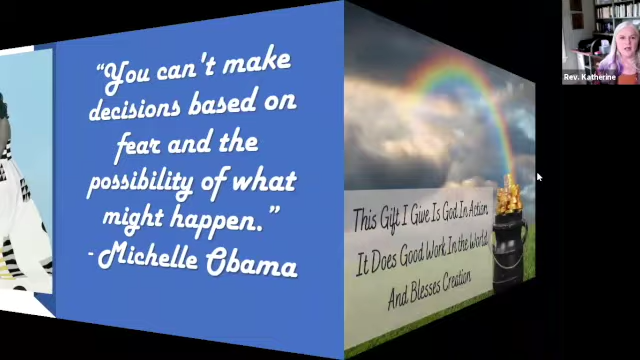 “You can't make
decisions based on
fear and the
possibility of what
might happen.”
- Michelle Obama
This Gift I Give Is God In Action
It Does Good Work In the World
And Blesses Creation
Rev. Katherine